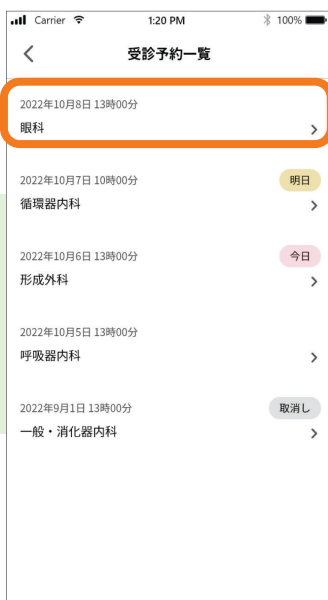 Carrier 1:20 PM 100%
受診予約一覧
2022年10月8日 13時00分
眼科
2022年10月7日 10時00分 明日
循環器内科
2022年10月6日 13時00分 今日
形成外科
2022年10月5日 13時00分
呼吸器内科
2022年9月1日 13時00分 取消し
一般・消化器内科